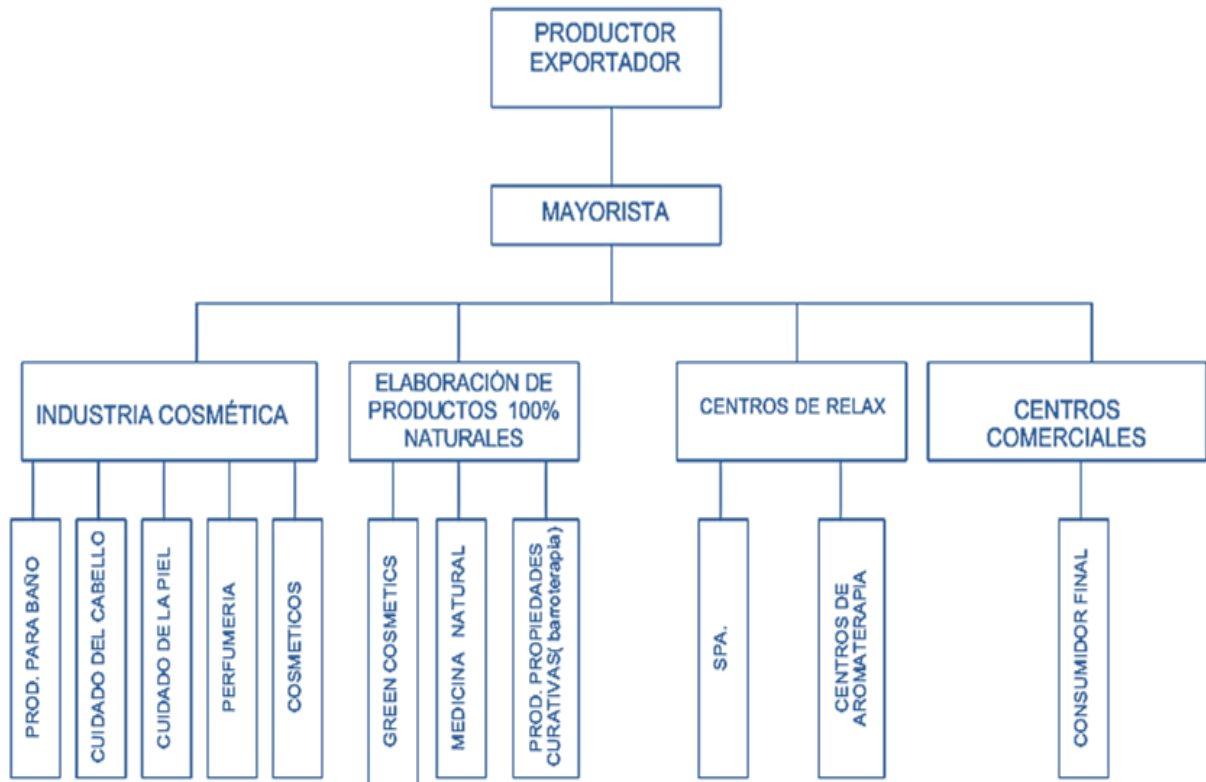 PRODUCTOR
EXPORTADOR
MAYORISTA
INDUSTRIA COSMÉTICA
ELABORACIÓN DE
PRODUCTOS 100%
NATURALES
CENTROS DE RELAX
CENTROS
COMERCIALES
PROD. PARA BAÑO
CUIDADO DEL CABELLO
CUIDADO DE LA PIEL
PERFUMERIA
COSMETICOS
GREEN COSMETICS
MEDICINA NATURAL
PROD. PROPIEDADES
CURATIVAS( barroterapia)
SPA.
CENTROS DE
AROMATERAPIA
CONSUMIDOR FINAL